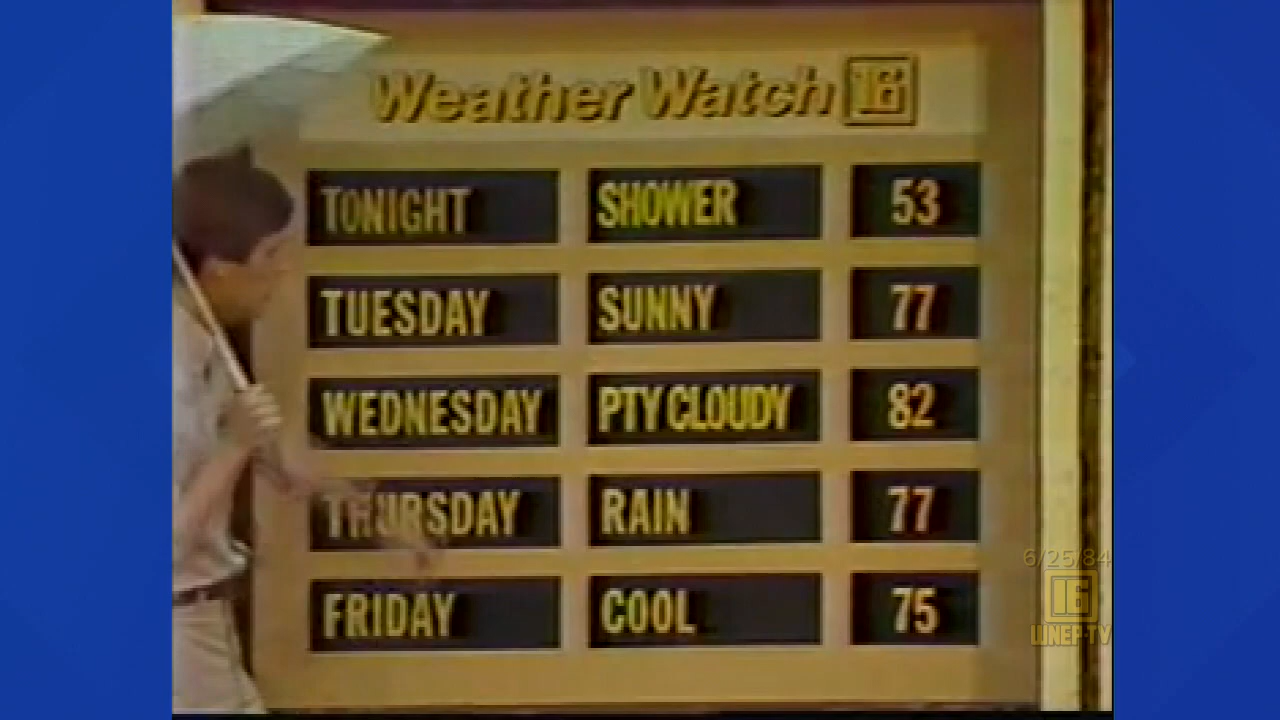 Weather Watch 16
TONIGHT SHOWER 53
TUESDAY SUNNY 77
WEDNESDAY PTY CLOUDY 82
THURSDAY RAIN 77
FRIDAY COOL 75
6/25/84
16
WNEP-TV